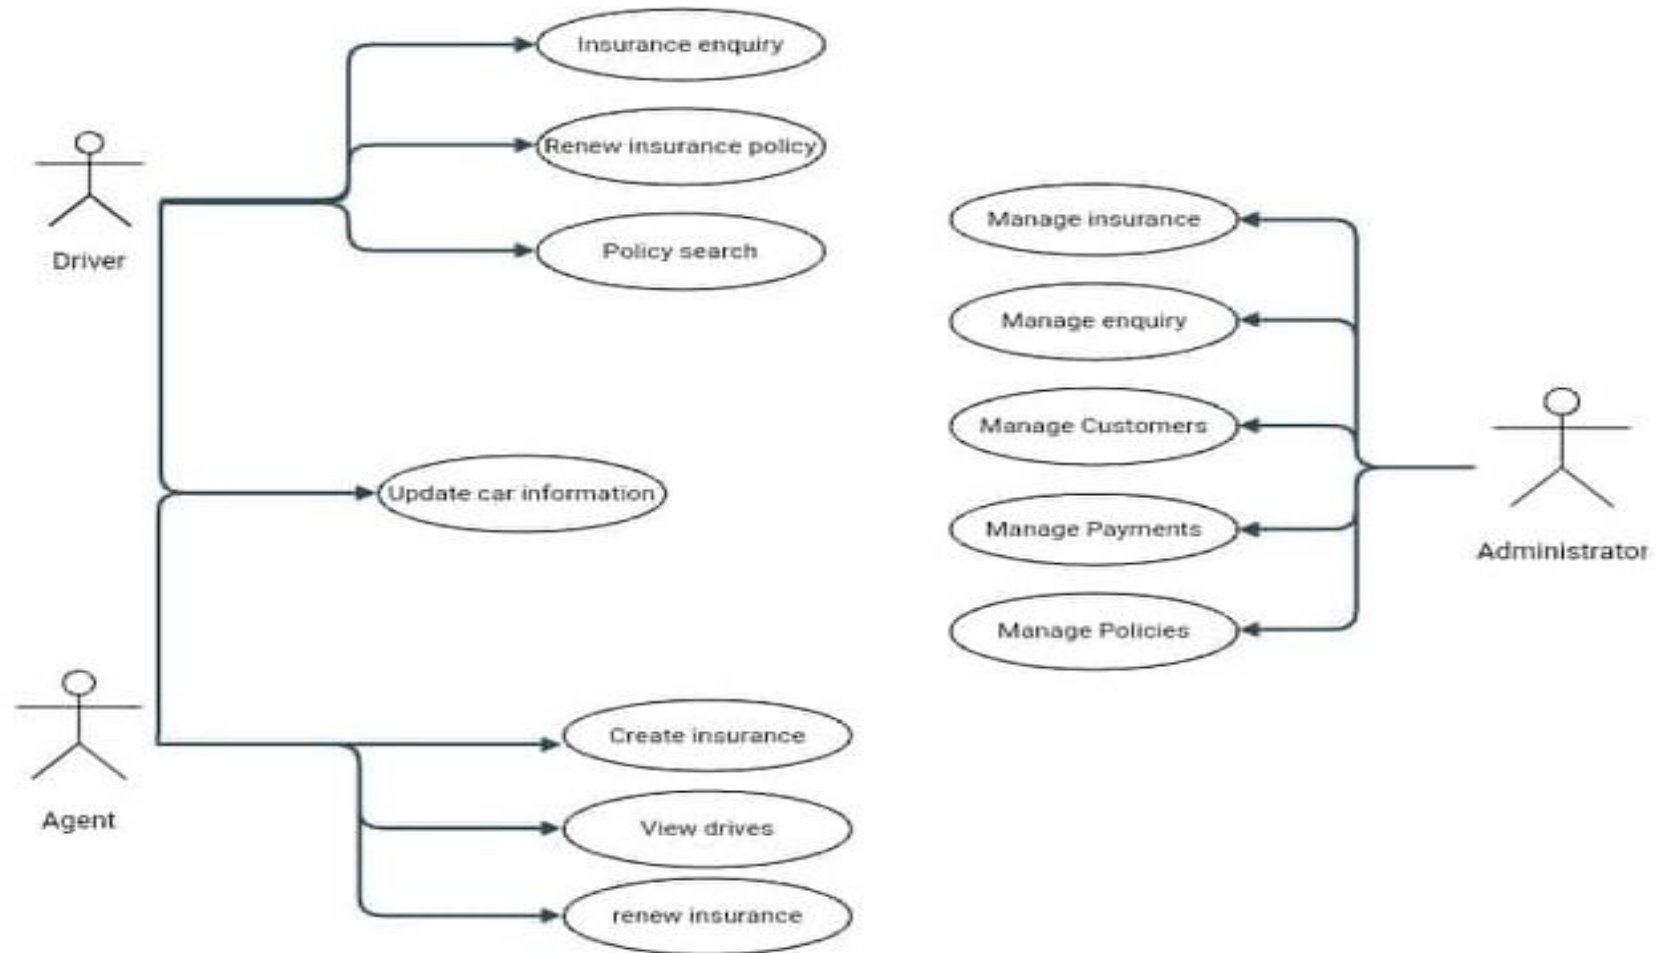 Insurance enquiry
Renew insurance policy
Policy search
Driver
Manage insurance
Manage enquiry
Manage Customers
Manage Payments
Manage Policies
Administrator
Update car information
Create insurance
View drives
renew insurance
Agent